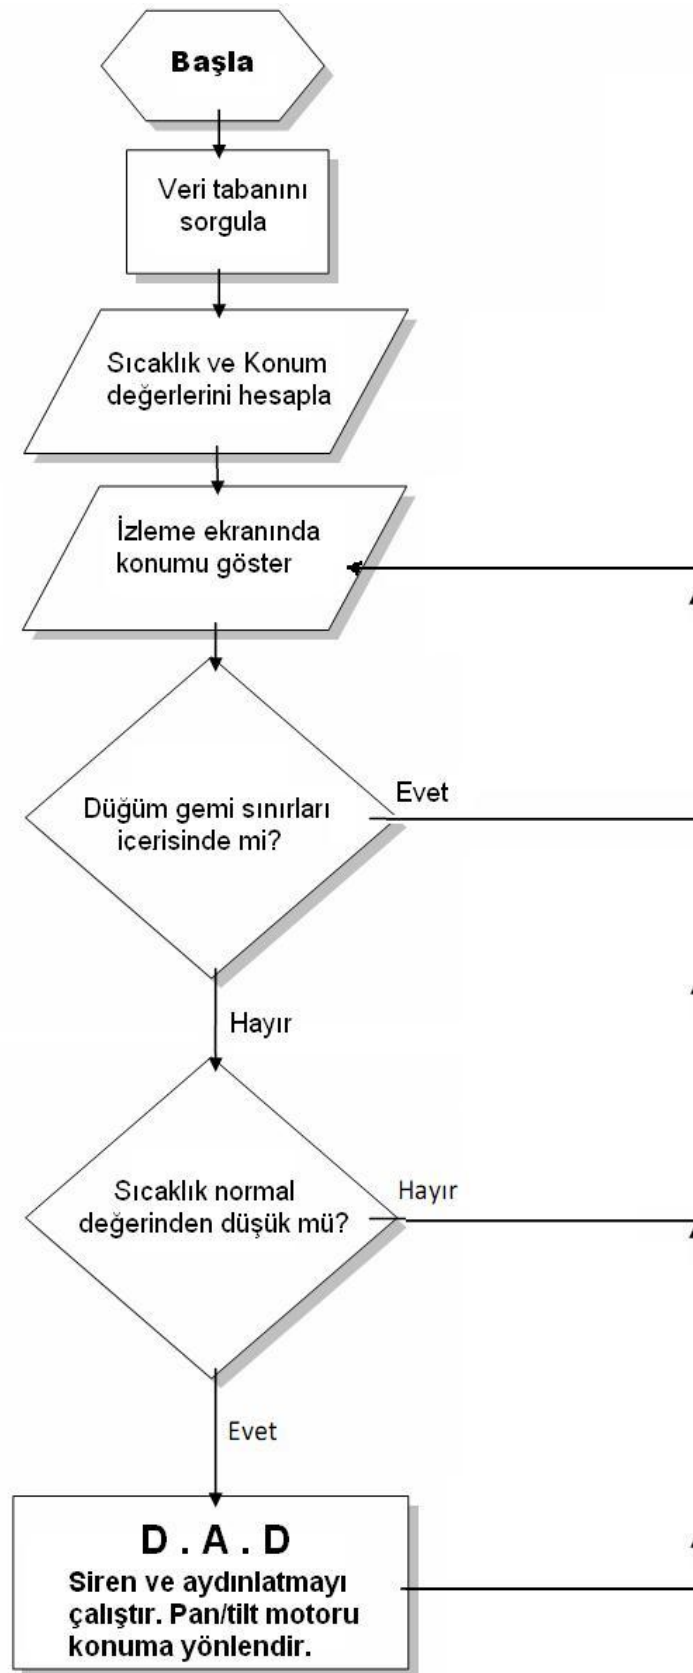 Başla
Veri tabanını
sorgula
Sıcaklık ve Konum
değerlerini hesapla
İzleme ekranında
konumu göster
Düğüm gemi sınırları
içerisinde mi?
Evet
Hayır
Sıcaklık normal
değerinden düşük mü?
Hayır
Evet
D . A . D
Siren ve aydınlatmayı
çalıştır. Pan/tilt motoru
konuma yönlendir.